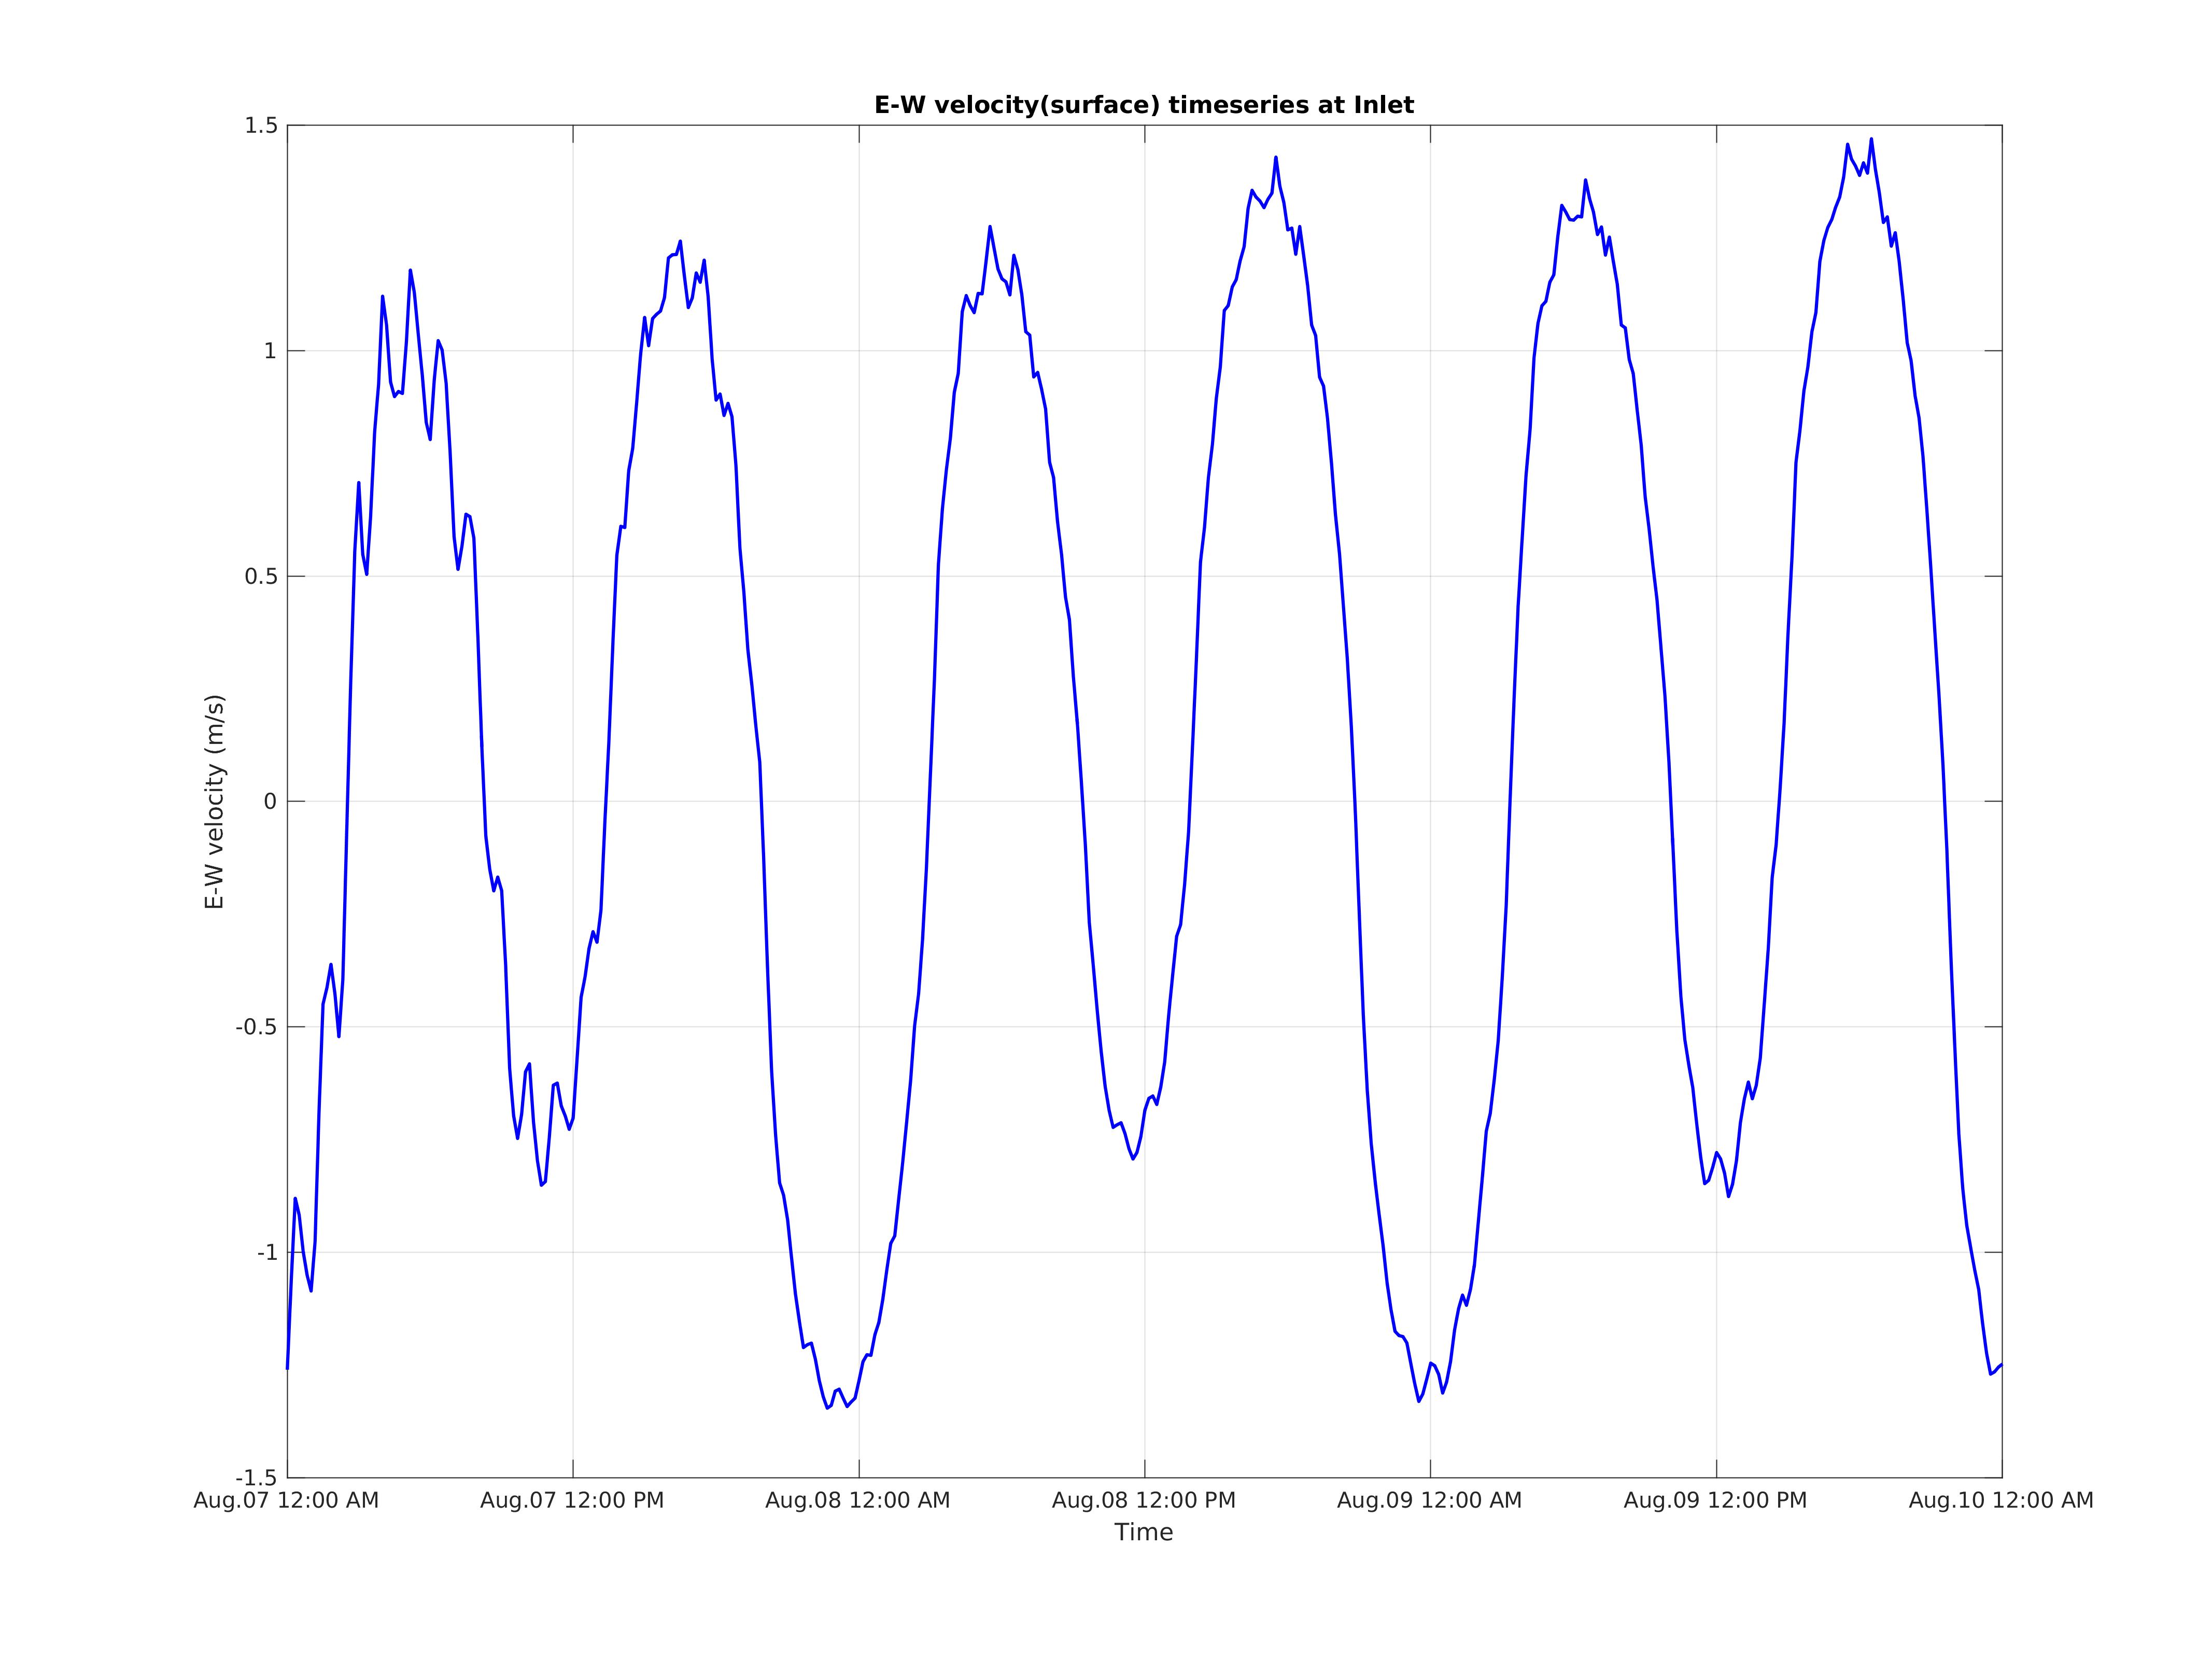 E-W velocity(surface) timeseries at Inlet
1.5
1
0.5
0
-0.5
-1
-1.5
E-W velocity (m/s)
Aug.07 12:00 AM Aug.07 12:00 PM Aug.08 12:00 AM Aug.08 12:00 PM Aug.09 12:00 AM Aug.09 12:00 PM Aug.10 12:00 AM
Time